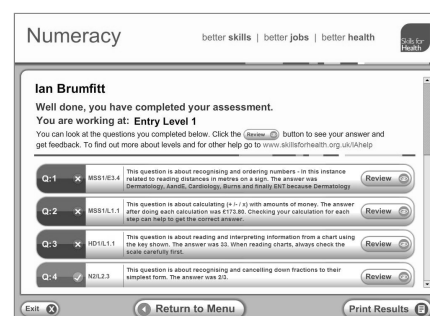 Numeracy
better skills | better jobs | better health
Skills for
Health
Ian Brumfitt
Well done, you have completed your assessment.
You are working at: Entry Level 1
You can look at the questions you completed below. Click the Review button to see your answer and
get feedback. To find out more about levels and for other help go to www.skillsforhealth.org.uk/IAhelp
Q:1 MSS1/E3.4 This question is about recognising and ordering numbers - in this instance
related to reading distances in metres on a sign. The answer was
Dermatology, AandE, Cardiology, Burns and finally ENT because Dermatology
Review
Q:2 MSS1/L1.1 This question is about calculating (+ /- / x) with amounts of money. The answer
after doing each calculation was £173.80. Checking your calculation for each
step can help to get the correct answer.
Review
Q:3 HD1/L1.1 This question is about reading and interpreting information from a chart using
the key shown. The answer was 33. When reading charts, always check the
scale carefully first.
Review
Q:4 N2/L2.3 This question is about recognising and cancelling down fractions to their
simplest form. The answer was 2/3.
Review
Exit
Return to Menu
Print Results